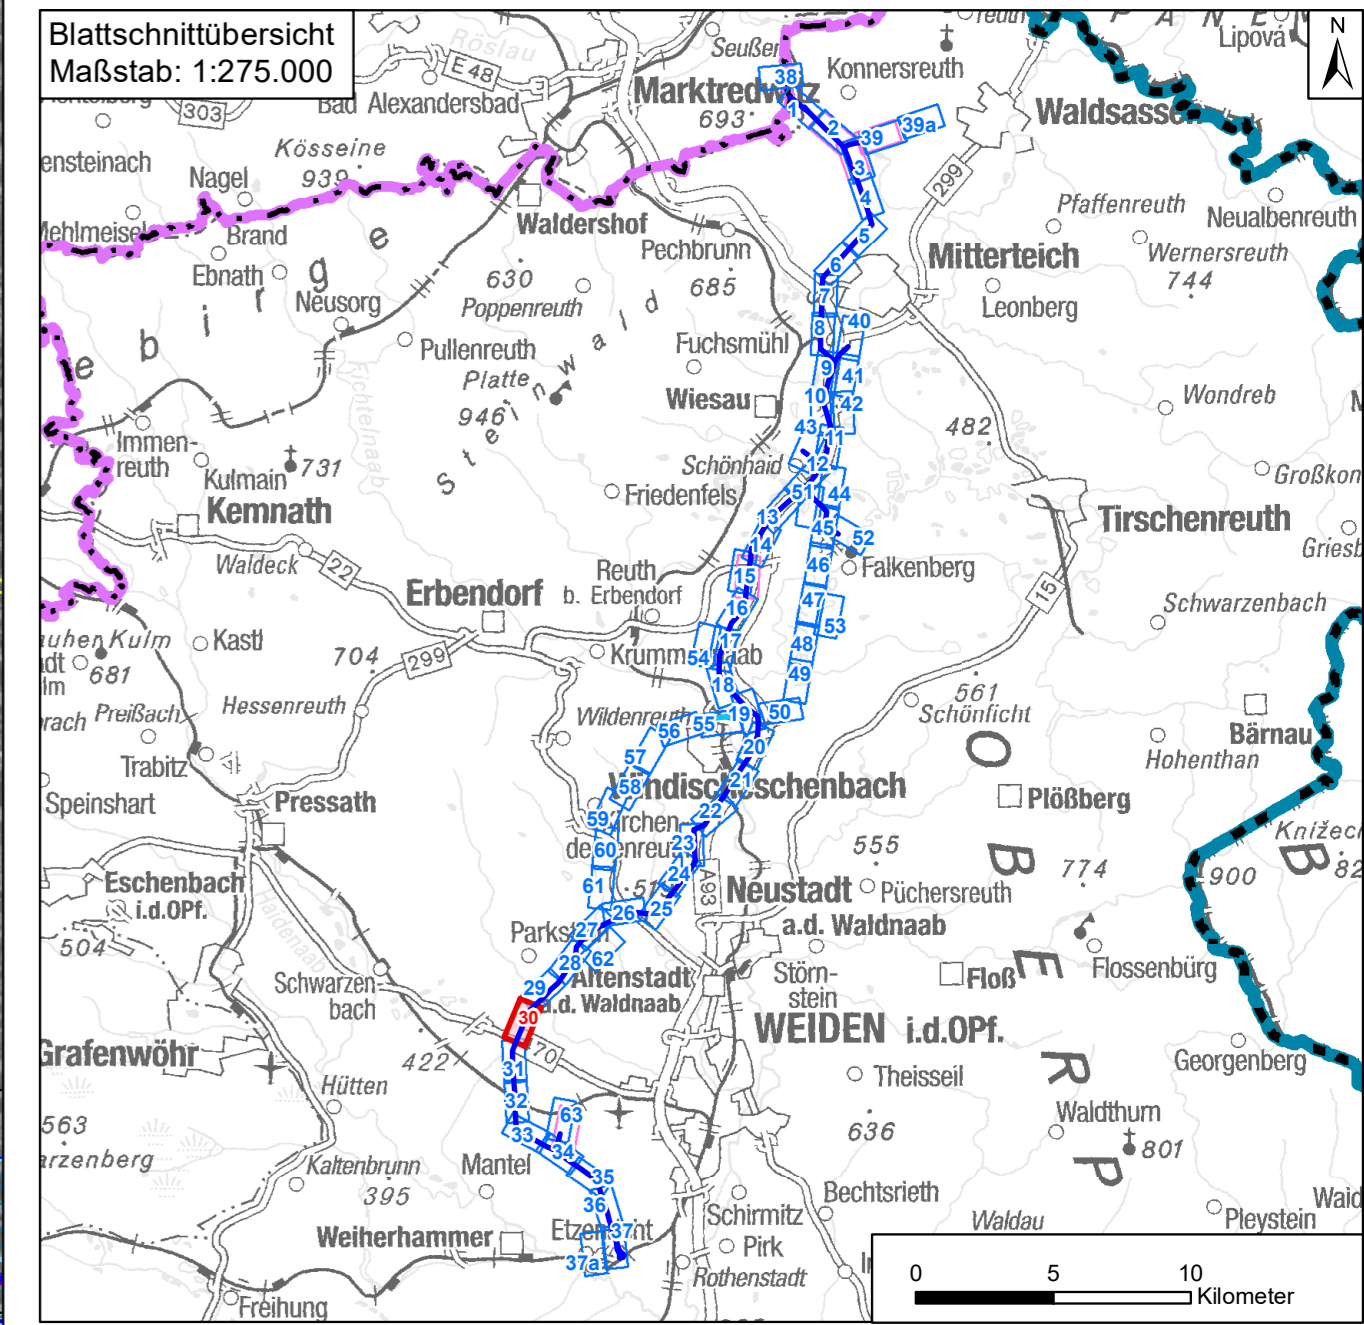 Blattschnittübersicht
Maßstab: 1:275.000
N
Röslau
E 48
303
Bad Alexandersbad
Konnersreuth
Lipová
Marktredwitz
693
Waldsassen
Kösseine
939
Nagel
Brand
Ebnath
Neusorg
Waldershof
Pechbrunn
630
Poppenreuth
685
299
Pfaffenreuth
Neualbenreuth
Wernersreuth
744
Mitterteich
Leonberg
Pullenreuth
Platte
946
Steinwald
Fuchsmühl
Wiesau
Wondreb
482
Immen-
reuth
Kulmain
731
Kemnath
Fichtelnaab
Schönhaid
Friedenfels
Tirschenreuth
Waldeck
22
Erbendorf
Reuth
b. Erbendorf
Falkenberg
15
Schwarzenbach
Kastl
704
299
681
Hessenreuth
Preißach
Trabitz
Krummennaab
Wildenreuth
561
Schönficht
Bärnau
Hohenthan
Windischeschenbach
Plößberg
Speinshart
Pressath
555
774
900
Eschenbach
i.d.OPf.
504
A93
Neustadt
a.d. Waldnaab
Püchersreuth
Parkstein
Störn-
stein
Floß
Flossenbürg
Altenstadt
a.d. Waldnaab
Schwarzen
bach
WEIDEN i.d.OPf.
Grafenwöhr
422
Hütten
Theisseil
Georgenberg
Waldthurn
801
636
563
Kaltenbrunn
395
Mantel
Bechtsrieth
Schirmitz
Waldau
Pleystein
Weiherhammer
Etzenricht
Pirk
Rothenstadt
Freihung
38
1
2
39
39a
3
4
5
6
7
8
40
9
41
10
42
43
11
12
51
44
13
45
52
14
46
15
47
16
53
17
48
54
49
18
19
50
55
56
20
57
21
58
22
59
23
60
24
61
25
26
27
62
28
29
30
31
32
63
33
34
35
36
37
37a
0
5
10
Kilometer